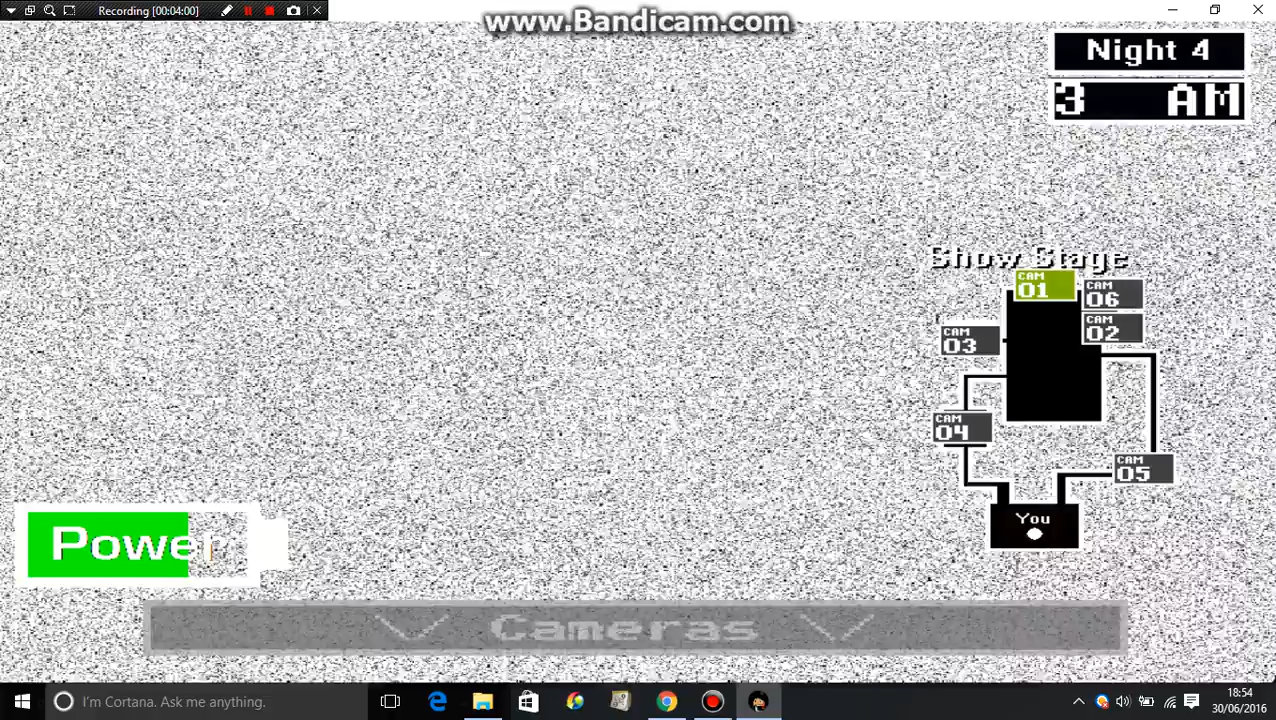 Recording [00:04:00]
www.Bandicam.com
Night 4
3 AM
Show Stage
CAM 01
CAM 06
CAM 02
CAM 03
CAM 04
CAM 05
You
Power
Cameras
I'm Cortana. Ask me anything.
18:54
30/06/2016